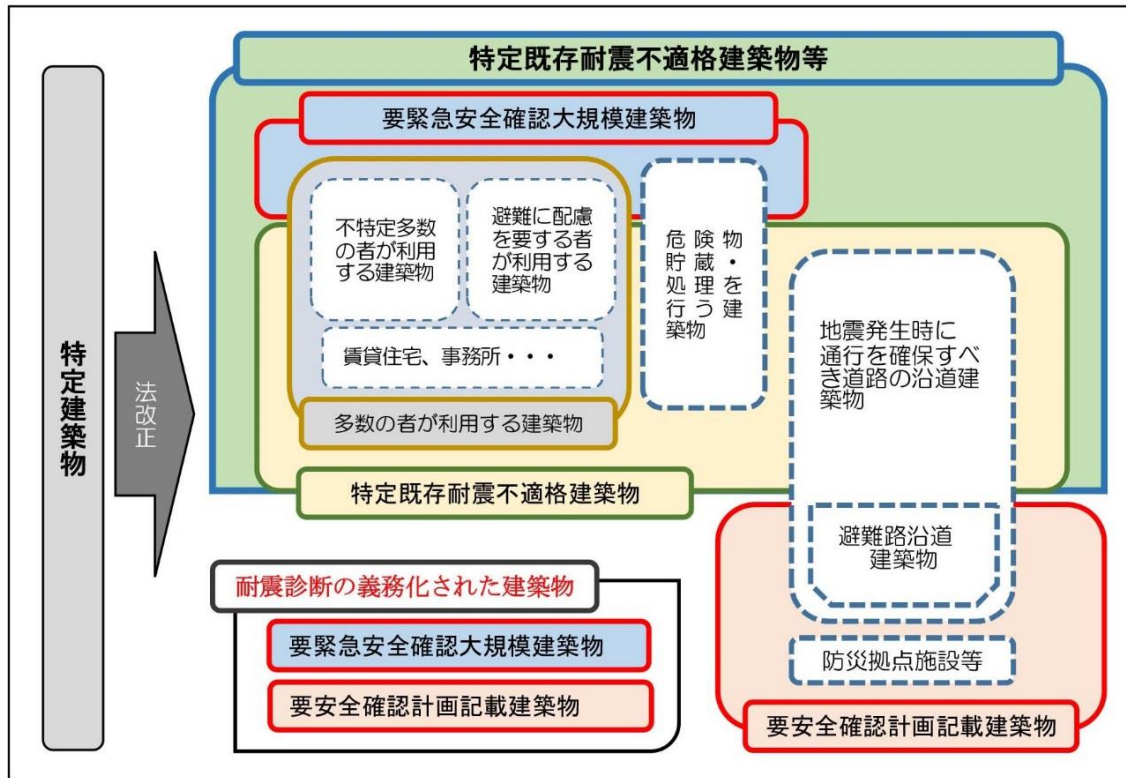 特定建築物
法改正
特定既存耐震不適格建築物等
要緊急安全確認大規模建築物
不特定多数
の者が利用
する建築物
避難に配慮
を要する者
が利用する
建築物
賃貸住宅、事務所・・・
多数の者が利用する建築物
危険物
貯蔵・
処理を
行う建
築物
特定既存耐震不適格建築物
地震発生時に
通行を確保すべ
き道路の沿道建
築物
避難路沿道
建築物
防災拠点施設等
要安全確認計画記載建築物
耐震診断の義務化された建築物
要緊急安全確認大規模建築物
要安全確認計画記載建築物